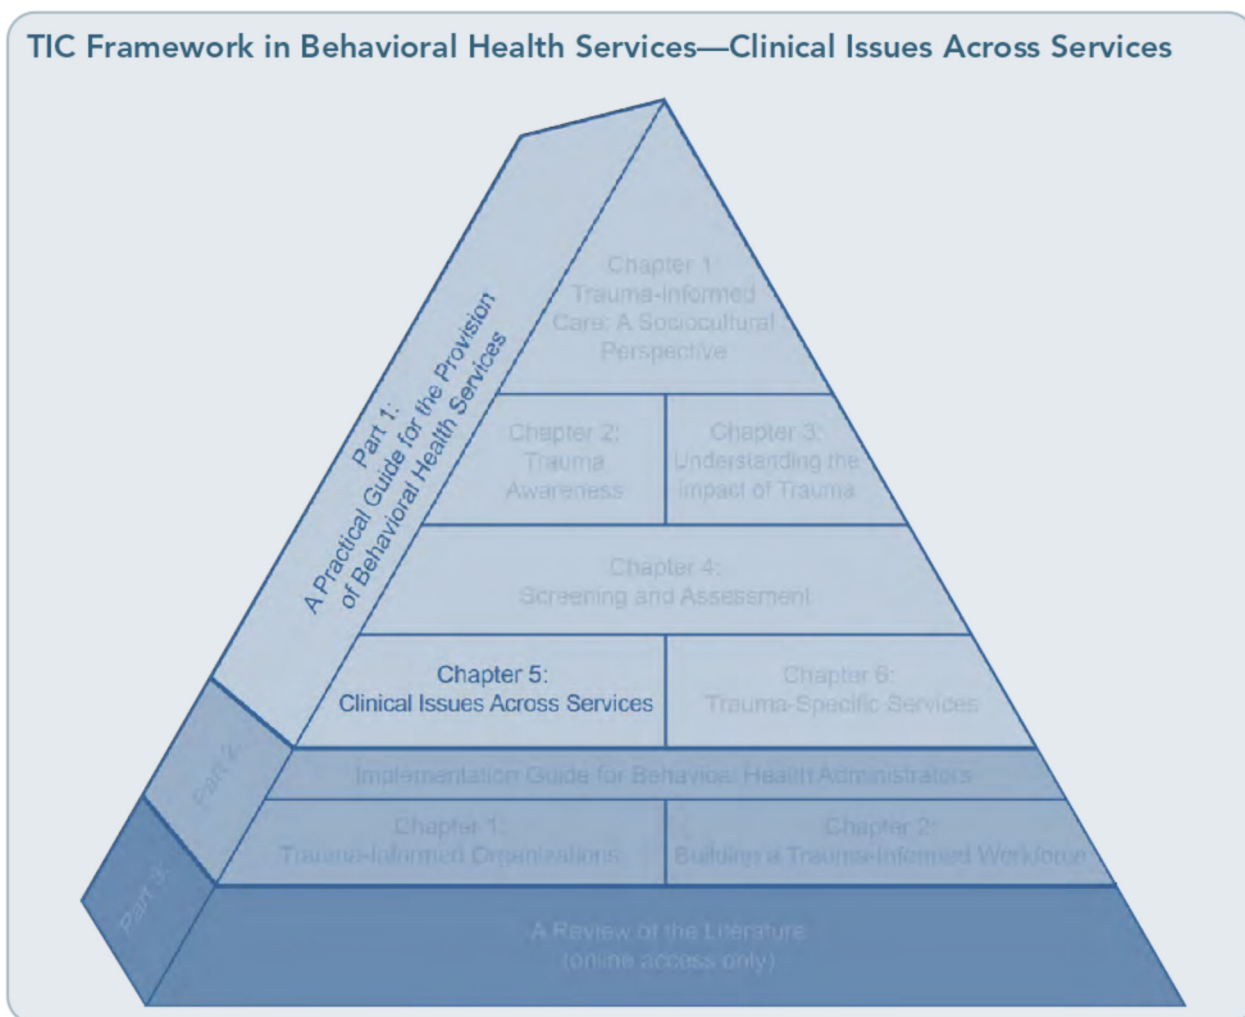 TIC Framework in Behavioral Health Services—Clinical Issues Across Services
Part 1:
A Practical Guide for the Provision
of Behavioral Health Services
Chapter 1:
Trauma-Informed
Care: A Sociocultural
Perspective
Chapter 2:
Trauma
Awareness
Chapter 3:
Understanding the
Impact of Trauma
Chapter 4:
Screening and Assessment
Chapter 5:
Clinical Issues Across Services
Chapter 6:
Trauma-Specific Services
Part 2:
Implementation Guide for Behavioral Health Administrators
Chapter 1:
Trauma-Informed Organizations
Chapter 2:
Building a Trauma-Informed Workforce
Part 3:
A Review of the Literature
(online access only)